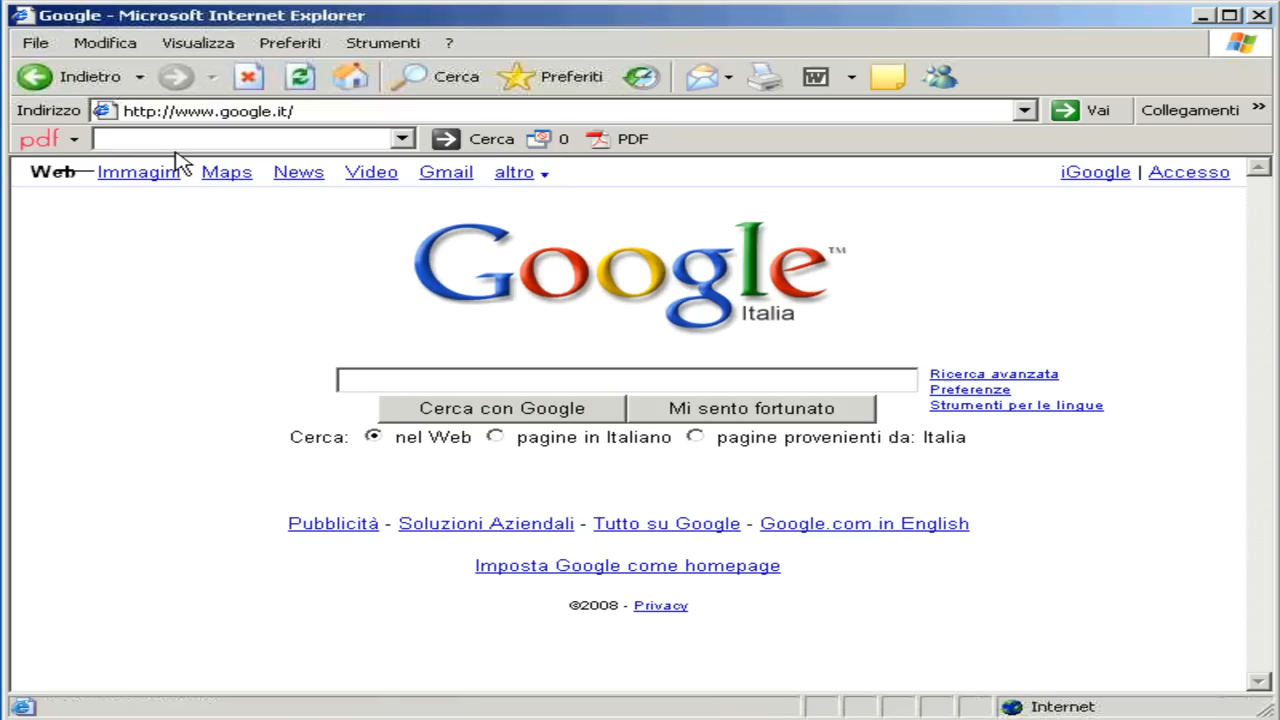 Google - Microsoft Internet Explorer
File Modifica Visualizza Preferiti Strumenti ?
Indietro Cerca Preferiti
Indirizzo http://www.google.it/ Vai Collegamenti »
pdf Cerca 0 PDF
Web Immagini Maps News Video Gmail altro iGoogle | Accesso
Google™
Italia
Ricerca avanzata
Preferenze
Strumenti per le lingue
Cerca con Google Mi sento fortunato
Cerca: nel Web pagine in Italiano pagine provenienti da: Italia
Pubblicità - Soluzioni Aziendali - Tutto su Google - Google.com in English
Imposta Google come homepage
©2008 - Privacy
Internet